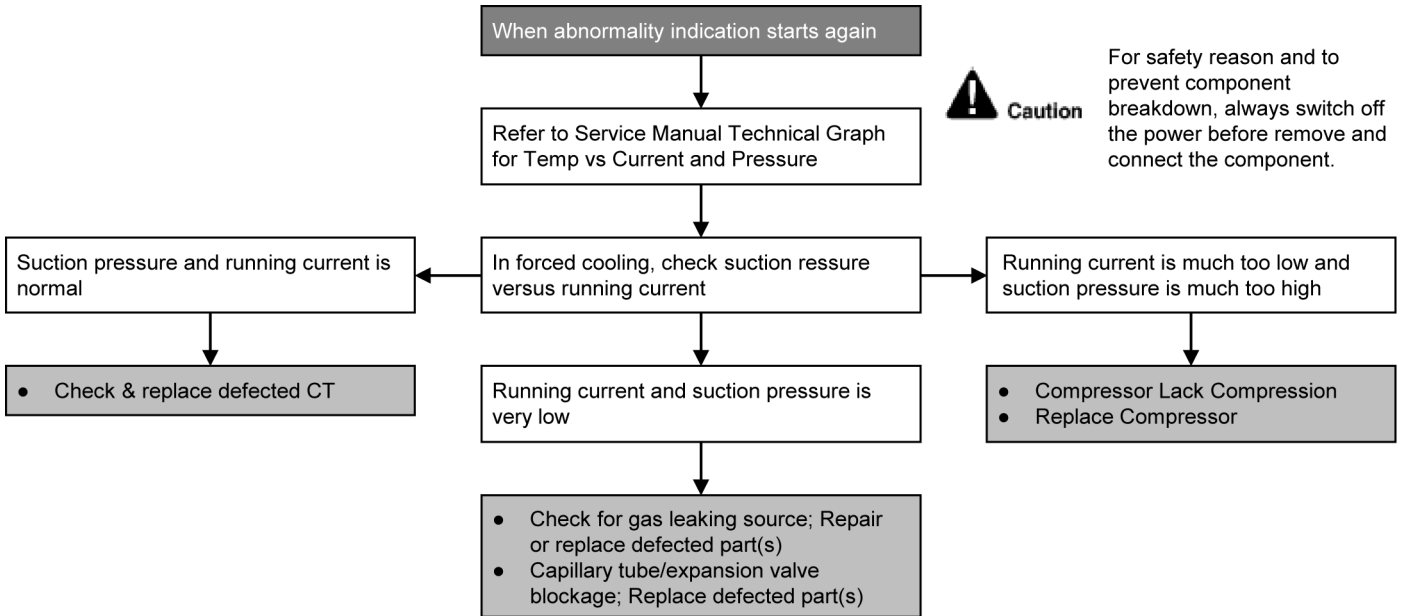 When abnormality indication starts again
For safety reason and to
prevent component
breakdown, always switch off
the power before remove and
connect the component.
Caution
Refer to Service Manual Technical Graph
for Temp vs Current and Pressure
Suction pressure and running current is
normal
In forced cooling, check suction ressure
versus running current
Running current is much too low and
suction pressure is much too high
● Check & replace defected CT
Running current and suction pressure is
very low
● Compressor Lack Compression
● Replace Compressor
● Check for gas leaking source; Repair
or replace defected part(s)
● Capillary tube/expansion valve
blockage; Replace defected part(s)